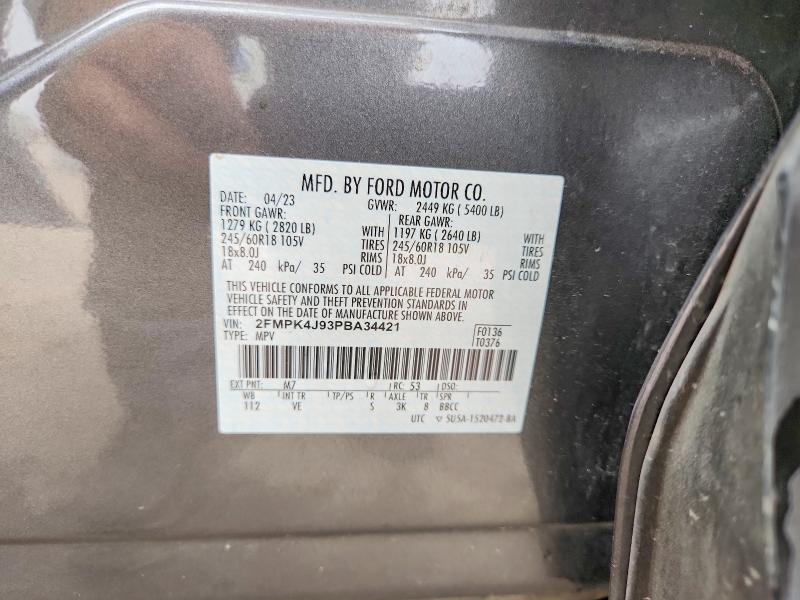 MFD. BY FORD MOTOR CO.
DATE: 04/23 GVWR: 2449 KG ( 5400 LB)
FRONT GAWR: REAR GAWR:
1279 KG ( 2820 LB) WITH 1197 KG ( 2640 LB) WITH
245/60R18 105V TIRES 245/60R18 105V TIRES
18x8.0J RIMS 18x8.0J RIMS
AT 240 kPa/ 35 PSI COLD AT 240 kPa/ 35 PSI COLD
THIS VEHICLE CONFORMS TO ALL APPLICABLE FEDERAL MOTOR
VEHICLE SAFETY AND THEFT PREVENTION STANDARDS IN
EFFECT ON THE DATE OF MANUFACTURE SHOWN ABOVE.
VIN: 2FMPK4J93PBA34421 F0136
TYPE: MPV T0376
EXT PNT: M7 RC: 53 DSO:
WB INT TR TP/PS R AXLE TR SPR
112 VE S 3K 8 BBCC
UTC ▽ 5U5A-1520472-BA